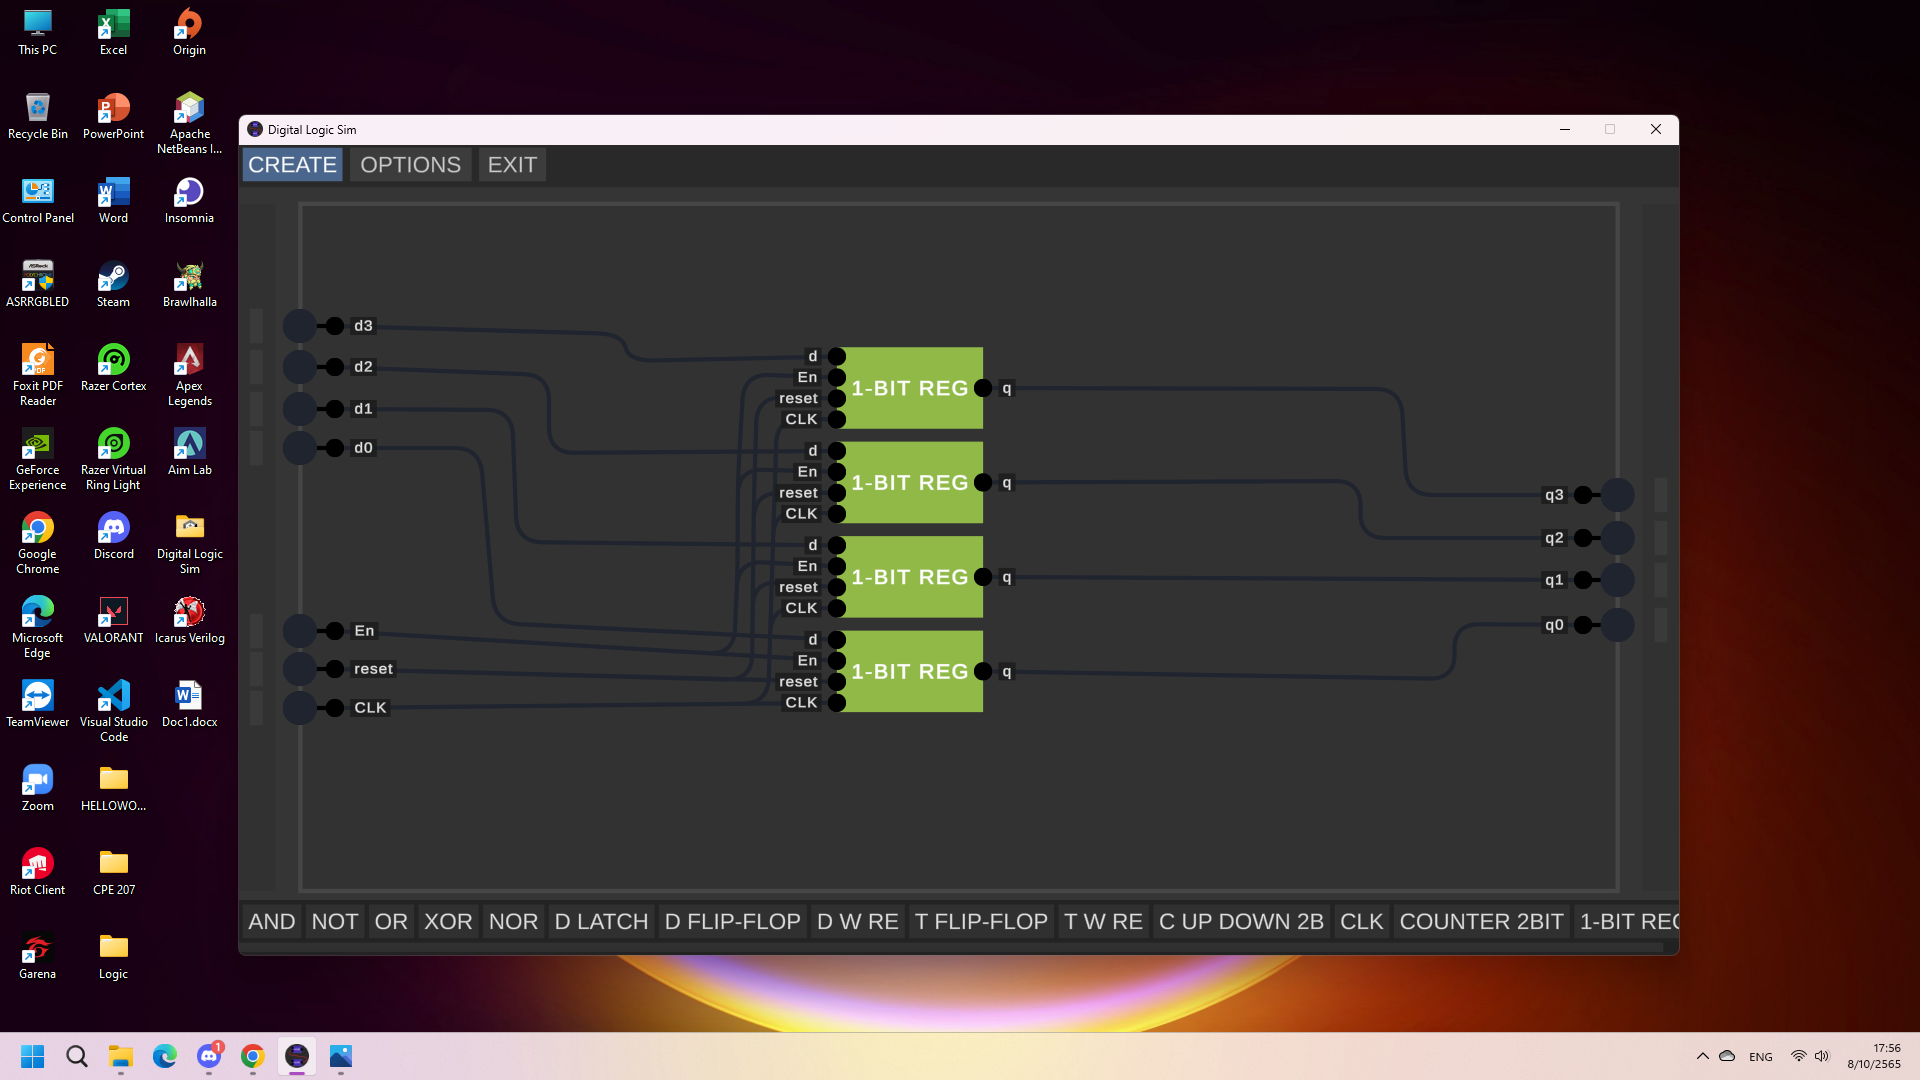 This PC
Excel
Origin
Recycle Bin
PowerPoint
Apache
NetBeans I...
Control Panel
Word
Insomnia
ASRRGBLED
Steam
Brawlhalla
Foxit PDF
Reader
Razer Cortex
Apex
Legends
GeForce
Experience
Razer Virtual
Ring Light
Aim Lab
Google
Chrome
Discord
Digital Logic
Sim
Microsoft
Edge
VALORANT
Icarus Verilog
TeamViewer
Visual Studio
Code
Doc1.docx
Zoom
HELLOWO...
Riot Client
CPE 207
Garena
Logic
Digital Logic Sim
CREATE OPTIONS EXIT
d3
d2
d1
d0
En
reset
CLK
d
En
reset
CLK
1-BIT REG
q
d
En
reset
CLK
1-BIT REG
q
d
En
reset
CLK
1-BIT REG
q
d
En
reset
CLK
1-BIT REG
q
q3
q2
q1
q0
AND NOT OR XOR NOR D LATCH D FLIP-FLOP D W RE T FLIP-FLOP T W RE C UP DOWN 2B CLK COUNTER 2BIT 1-BIT REG
1
ENG
17:56
8/10/2565